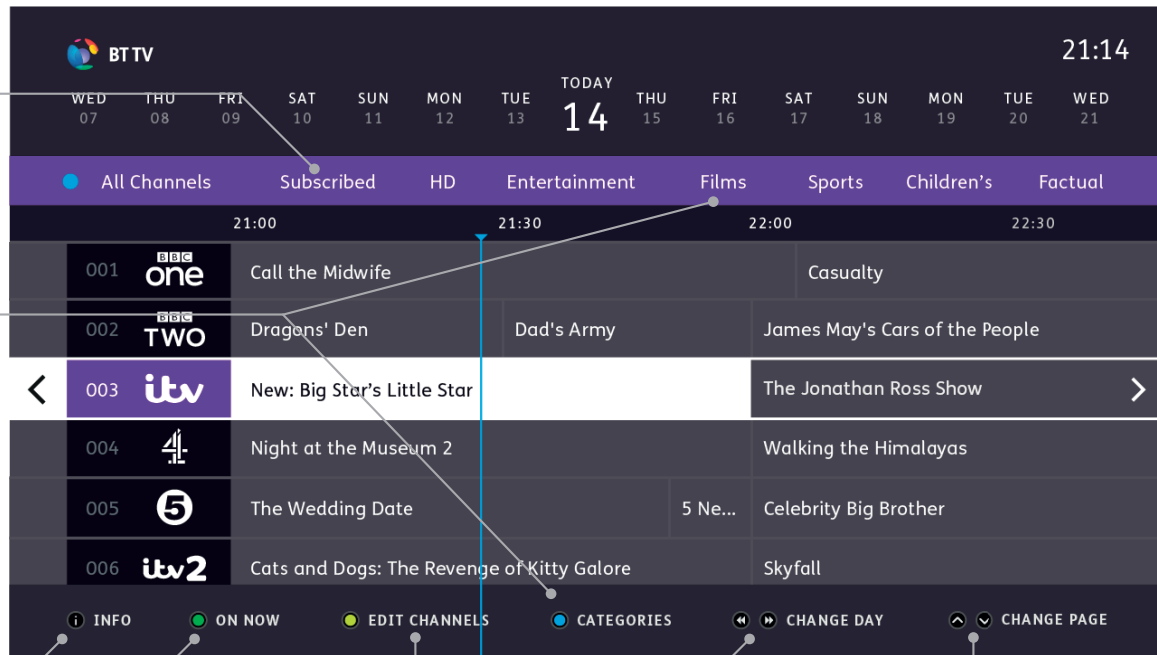 BT TV
21:14
WED THU FRI SAT SUN MON TUE TODAY THU FRI SAT SUN MON TUE WED
07 08 09 10 11 12 13 14 15 16 17 18 19 20 21
All Channels Subscribed HD Entertainment Films Sports Children's Factual
21:00 21:30 22:00 22:30
001 BBC one Call the Midwife Casualty
002 BBC TWO Dragons' Den Dad's Army James May's Cars of the People
003 itv New: Big Star's Little Star The Jonathan Ross Show
004 4 Night at the Museum 2 Walking the Himalayas
005 5 The Wedding Date 5 Ne... Celebrity Big Brother
006 itv2 Cats and Dogs: The Revenge of Kitty Galore Skyfall
i INFO ON NOW EDIT CHANNELS CATEGORIES CHANGE DAY CHANGE PAGE